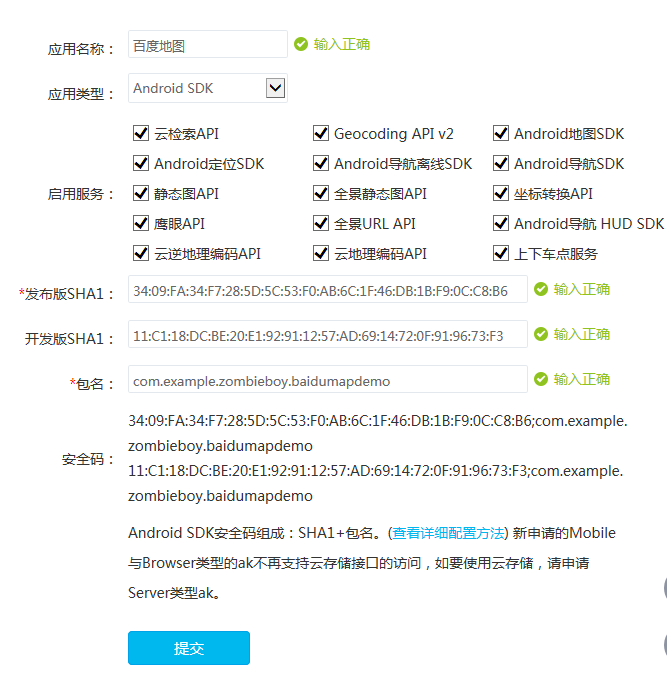 应用名称： 百度地图 输入正确
应用类型： Android SDK
云检索API Geocoding API v2 Android地图SDK
Android定位SDK Android导航离线SDK Android导航SDK
启用服务： 静态图API 全景静态图API 坐标转换API
鹰眼API 全景URL API Android导航 HUD SDK
云逆地理编码API 云地理编码API 上下车点服务
*发布版SHA1： 34:09:FA:34:F7:28:5D:5C:53:F0:AB:6C:1F:46:DB:1B:F9:0C:C8:B6 输入正确
开发版SHA1： 11:C1:18:DC:BE:20:E1:92:91:12:57:AD:69:14:72:0F:91:96:73:F3 输入正确
*包名： com.example.zombieboy.baidumapdemo 输入正确
34:09:FA:34:F7:28:5D:5C:53:F0:AB:6C:1F:46:DB:1B:F9:0C:C8:B6;com.example.
zombieboy.baidumapdemo
安全码： 11:C1:18:DC:BE:20:E1:92:91:12:57:AD:69:14:72:0F:91:96:73:F3;com.example.
zombieboy.baidumapdemo
Android SDK安全码组成：SHA1+包名。(查看详细配置方法) 新申请的Mobile
与Browser类型的ak不再支持云存储接口的访问，如要使用云存储，请申请
Server类型ak。
提交